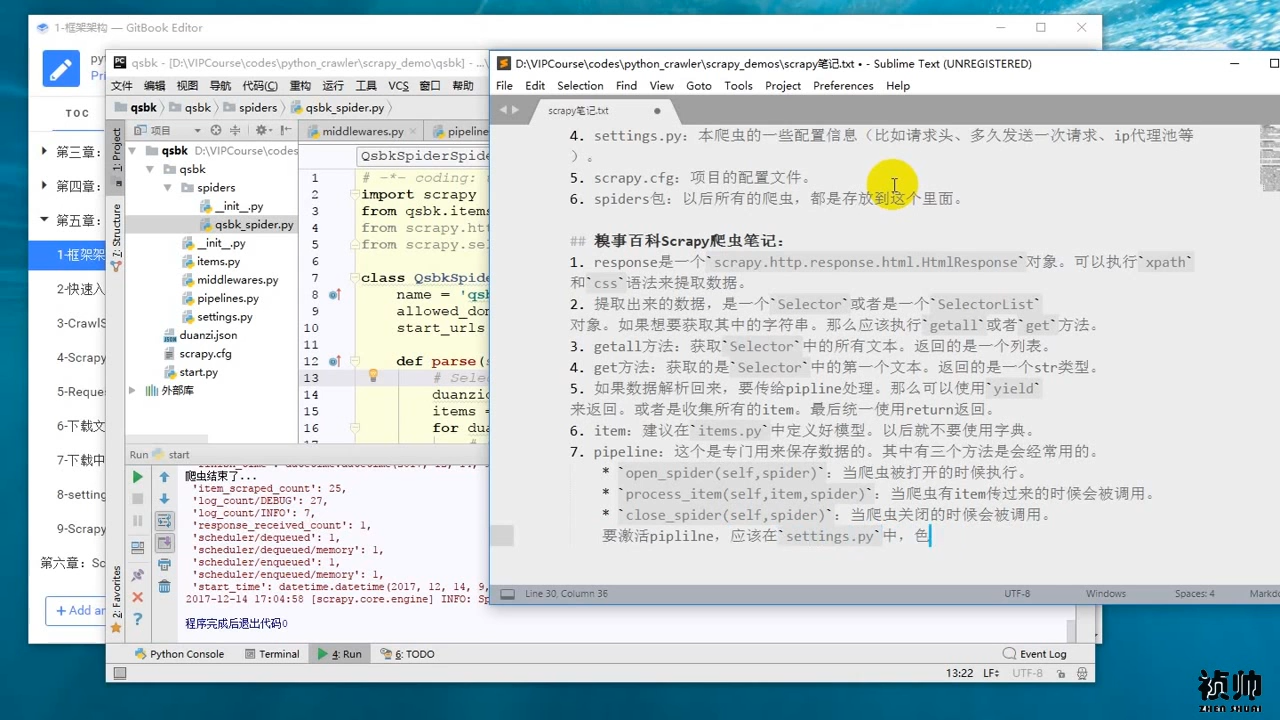 1-框架架构 — GitBook Editor
TOC
第三章:
第四章:
第五章:
1-框架架
2-快速入
3-CrawlS
4-Scrapy
5-Reque
6-下载文
7-下载中
8-setting
9-Scrapy
第六章: Sc
+ Add an
qsbk - [D:\VIPCourse\codes\python_crawler\scrapy_demo\qsbk] - ...\
文件 编辑 视图 导航 代码(C) 重构 运行 工具 VCS 窗口 帮助
qsbk qsbk spiders qsbk_spider.py
1: Project
Z: Structure
2: Favorites
项目
middlewares.py
pipeline
qsbk D:\VIPCourse\codes
qsbk
spiders
__init__.py
qsbk_spider.py
__init__.py
items.py
middlewares.py
pipelines.py
settings.py
duanzi.json
scrapy.cfg
start.py
外部库
QsbkSpiderSpide
1 # -*- coding:
2 import scrapy
3 from qsbk.items
4 from scrapy.htt
5 from scrapy.sel
6
7 class QsbkSpide
8 name = 'qsb
9 allowed_dom
10 start_urls
11
12 def parse(s
13 # Sele
14 duanzid
15 items =
16 for dua
17
Run start
爬虫结束了...
'item_scraped_count': 25,
'log_count/DEBUG': 27,
'log_count/INFO': 7,
'response_received_count': 1,
'scheduler/dequeued': 1,
'scheduler/dequeued/memory': 1,
'scheduler/enqueued': 1,
'scheduler/enqueued/memory': 1,
'start_time': datetime.datetime(2017, 12, 14, 9,
2017-12-14 17:04:58 [scrapy.core.engine] INFO: Sp
程序完成后退出代码0
Python Console Terminal 4: Run 6: TODO Event Log
13:22 LF÷ UTF-8
D:\VIPCourse\codes\python_crawler\scrapy_demos\scrapy笔记.txt • - Sublime Text (UNREGISTERED)
File Edit Selection Find View Goto Tools Project Preferences Help
scrapy笔记.txt
4. settings.py：本爬虫的一些配置信息（比如请求头、多久发送一次请求、ip代理池等
）。
5. scrapy.cfg：项目的配置文件。
6. spiders包：以后所有的爬虫，都是存放到这个里面。
## 糗事百科Scrapy爬虫笔记：
1. response是一个`scrapy.http.response.html.HtmlResponse`对象。可以执行`xpath`
和`css`语法来提取数据。
2. 提取出来的数据，是一个`Selector`或者是一个`SelectorList`
对象。如果想要获取其中的字符串。那么应该执行`getall`或者`get`方法。
3. getall方法：获取`Selector`中的所有文本。返回的是一个列表。
4. get方法：获取的是`Selector`中的第一个文本。返回的是一个str类型。
5. 如果数据解析回来，要传给pipline处理。那么可以使用`yield`
来返回。或者是收集所有的item。最后统一使用return返回。
6. item：建议在`items.py`中定义好模型。以后就不要使用字典。
7. pipeline：这个是专门用来保存数据的。其中有三个方法是会经常用的。
* `open_spider(self,spider)`：当爬虫被打开的时候执行。
* `process_item(self,item,spider)`：当爬虫有item传过来的时候会被调用。
* `close_spider(self,spider)`：当爬虫关闭的时候会被调用。
要激活piplilne，应该在`settings.py`中，色
Line 30, Column 36 UTF-8 Windows Spaces: 4 Markdo
祯帅
ZHEN SHUAI